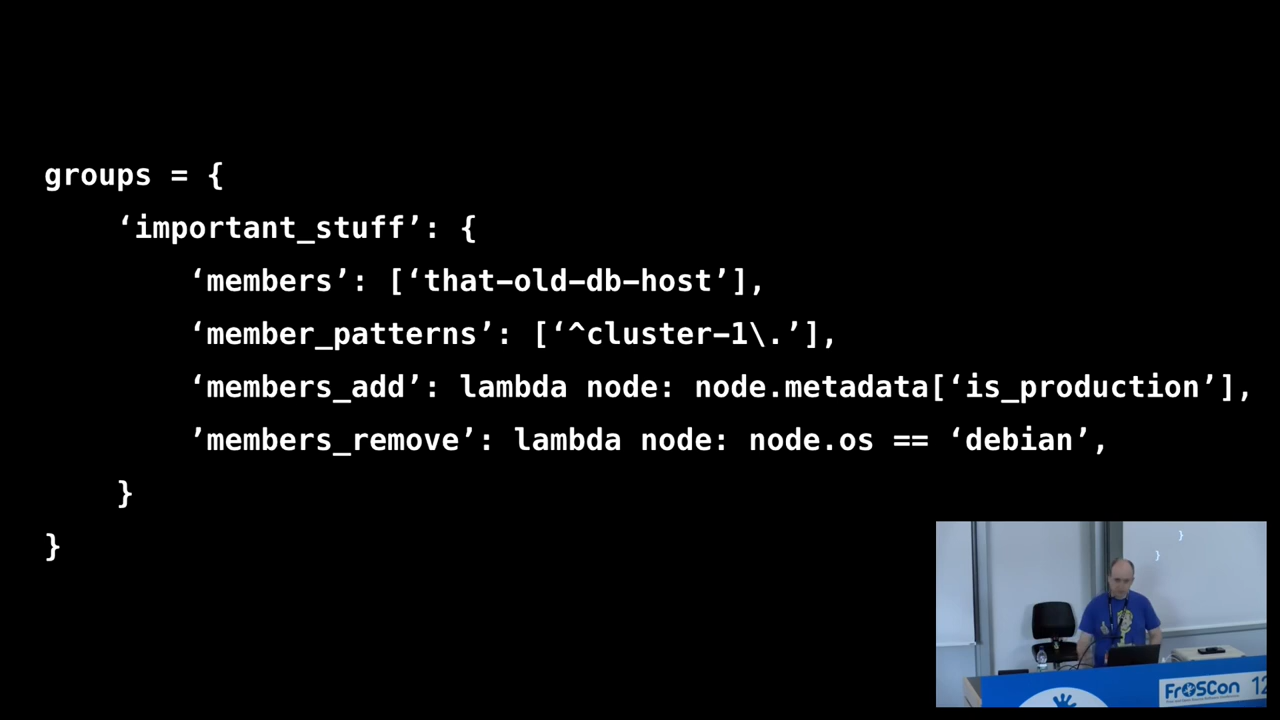 groups = {
‘important_stuff’: {
‘members’: [‘that-old-db-host’],
‘member_patterns’: [‘^cluster-1\.’],
‘members_add’: lambda node: node.metadata[‘is_production’],
’members_remove’: lambda node: node.os == ‘debian’,
}
}
}
}
FrOSCon 12